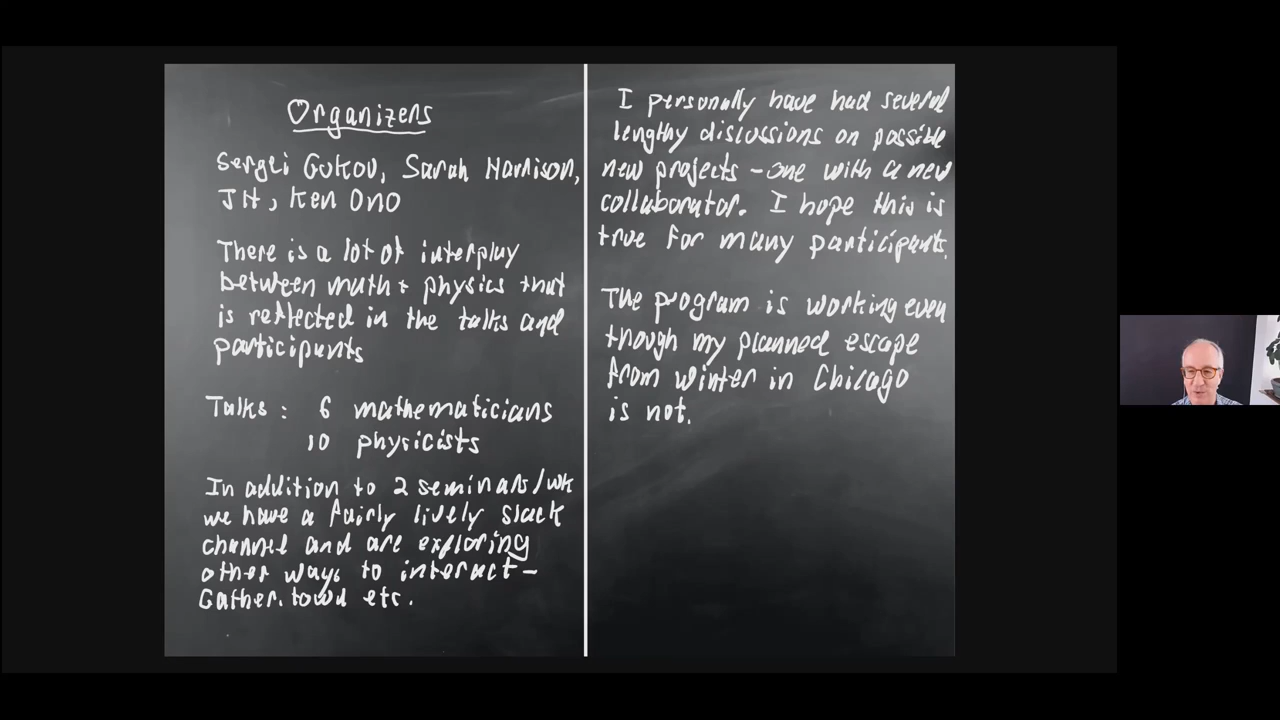 Organizers
Sergei Gukov, Sarah Harrison,
JH, Ken Ono
There is a lot of interplay
between math + physics that
is reflected in the talks and
participants
Talks: 6 mathematicians
10 physicists
In addition to 2 seminars/wk
we have a fairly lively slack
channel and are exploring
other ways to interact -
Gather.town etc.
I personally have had several
lengthy discussions on possible
new projects - one with a new
collaborator. I hope this is
true for many participants.
The program is working even
though my planned escape
from winter in Chicago
is not.